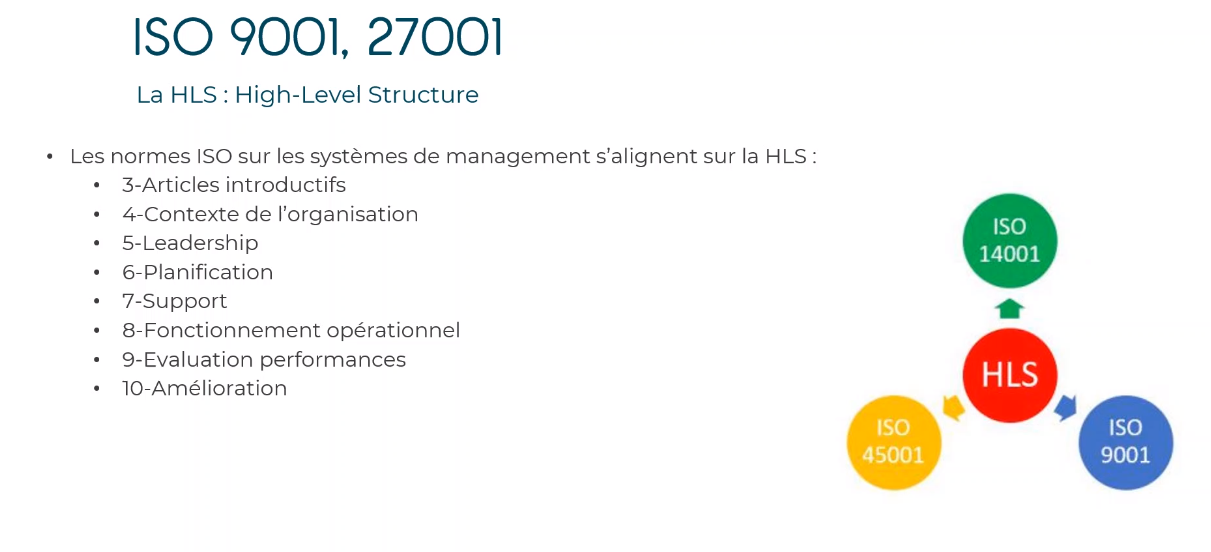 ISO 9001, 27001
La HLS : High-Level Structure
• Les normes ISO sur les systèmes de management s’alignent sur la HLS :
• 3-Articles introductifs
• 4-Contexte de l’organisation
• 5-Leadership
• 6-Planification
• 7-Support
• 8-Fonctionnement opérationnel
• 9-Evaluation performances
• 10-Amélioration
ISO
14001
HLS
ISO
45001
ISO
9001